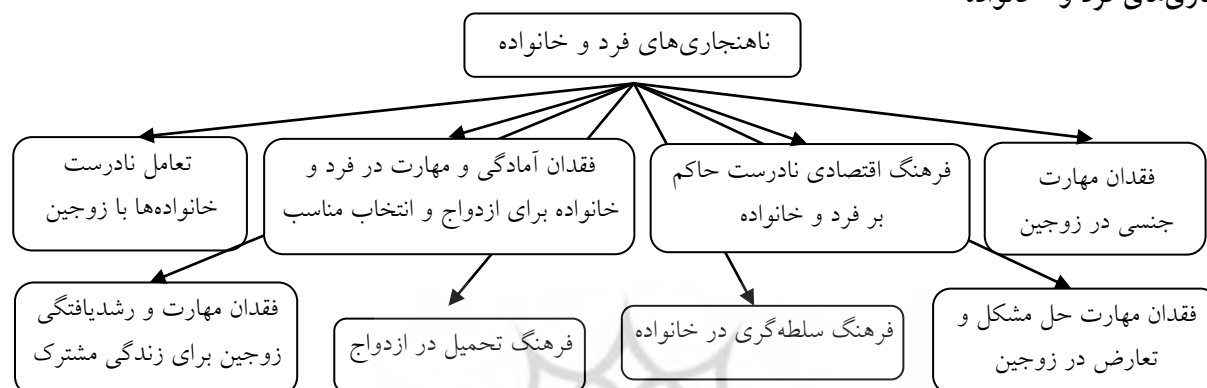 ناهنجاری‌های فرد و خانواده
فقدان مهارت
جنسی در زوجین
فرهنگ اقتصادی نادرست حاکم
بر فرد و خانواده
فقدان آمادگی و مهارت در فرد و
خانواده برای ازدواج و انتخاب مناسب
تعامل نادرست
خانواده‌ها با زوجین
فقدان مهارت حل مشکل و
تعارض در زوجین
فرهنگ سلطه‌گری در خانواده
فرهنگ تحمیل در ازدواج
فقدان مهارت و رشدیافتگی
زوجین برای زندگی مشترک